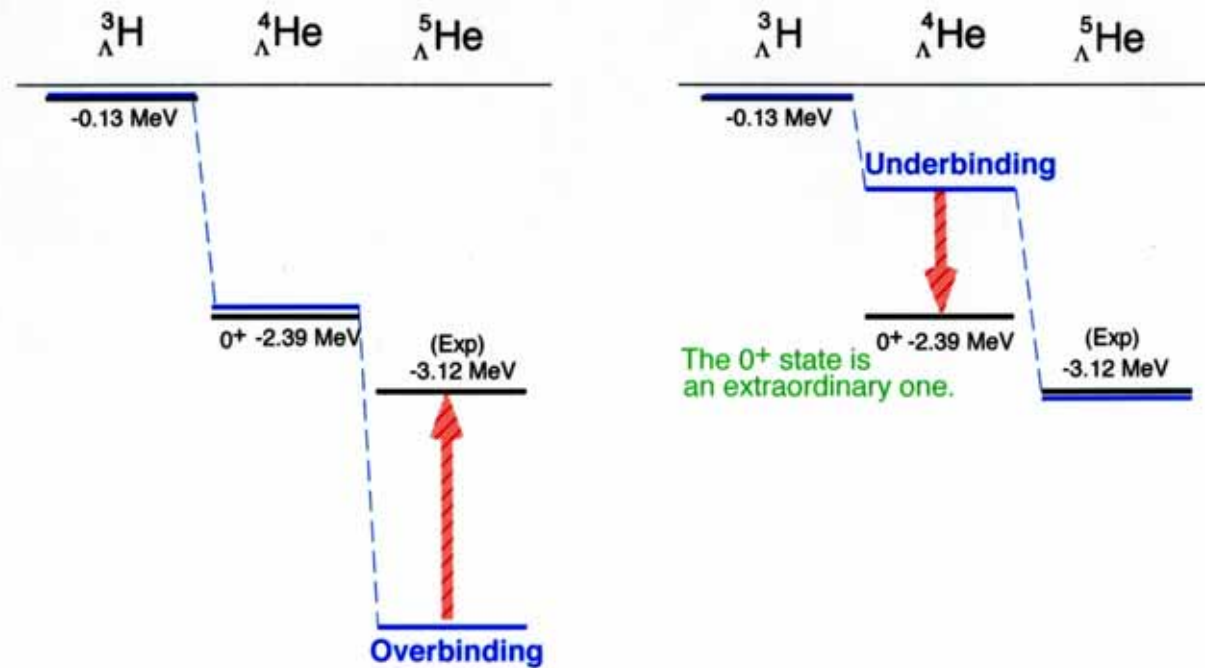 ³ΛH ⁴ΛHe ⁵ΛHe
-0.13 MeV
0⁺ -2.39 MeV
(Exp)
-3.12 MeV
Overbinding
³ΛH ⁴ΛHe ⁵ΛHe
-0.13 MeV
Underbinding
0⁺ -2.39 MeV
The 0⁺ state is
an extraordinary one.
(Exp)
-3.12 MeV